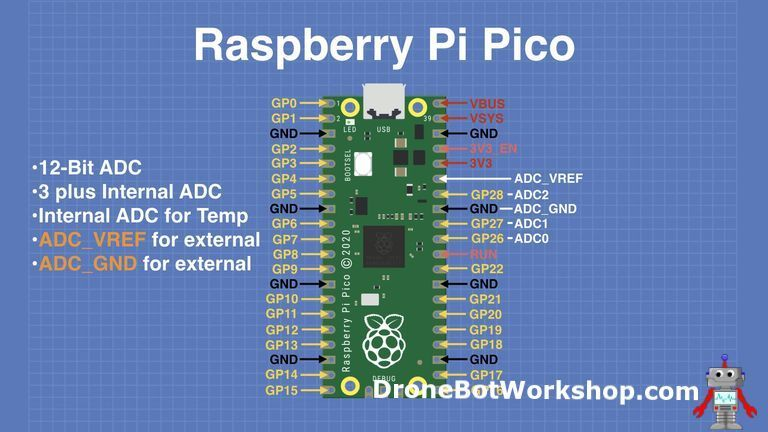 Raspberry Pi Pico
•12-Bit ADC
•3 plus Internal ADC
•Internal ADC for Temp
•ADC_VREF for external
•ADC_GND for external
GP0
GP1
GND
GP2
GP3
GP4
GP5
GND
GP6
GP7
GP8
GP9
GND
GP10
GP11
GP12
GP13
GND
GP14
GP15
1
2
LED
USB
39
BOOTSEL
Raspberry Pi Pico © 2020
DEBUG
VBUS
VSYS
GND
3V3_EN
3V3
ADC_VREF
GP28 ADC2
GND ADC_GND
GP27 ADC1
GP26 ADC0
RUN
GP22
GND
GP21
GP20
GP19
GP18
GND
GP17
DroneBotWorkshop.com